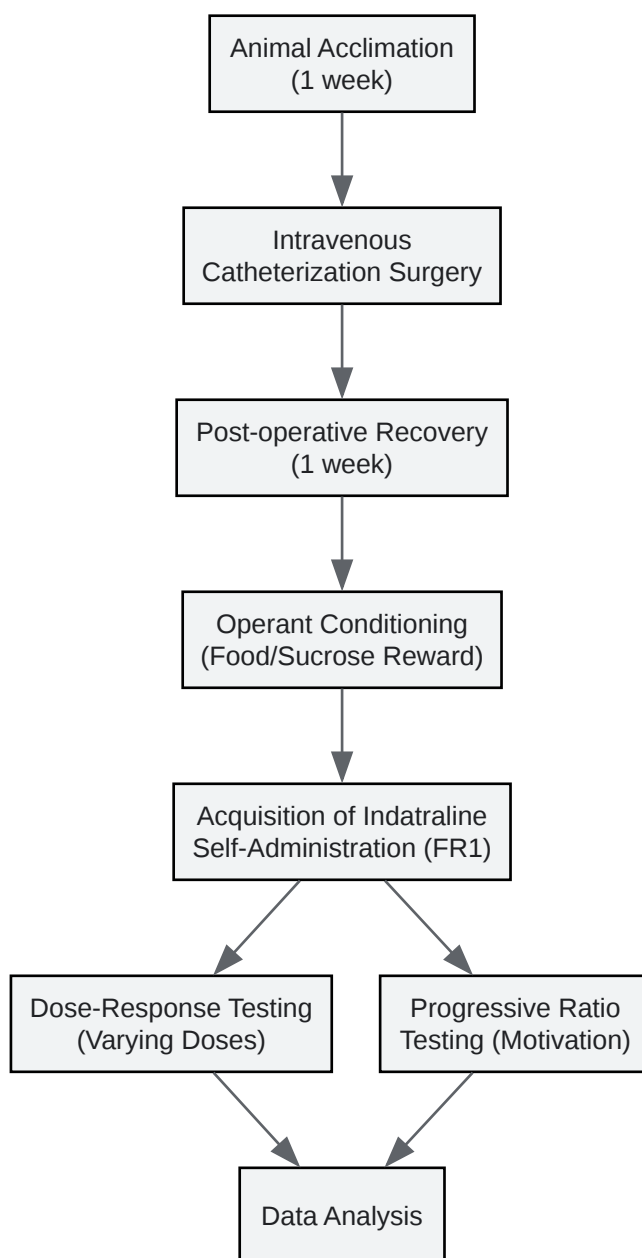 Animal Acclimation
(1 week)
Intravenous
Catheterization Surgery
Post-operative Recovery
(1 week)
Operant Conditioning
(Food/Sucrose Reward)
Acquisition of Indatraline
Self-Administration (FR1)
Dose-Response Testing
(Varying Doses)
Progressive Ratio
Testing (Motivation)
Data Analysis